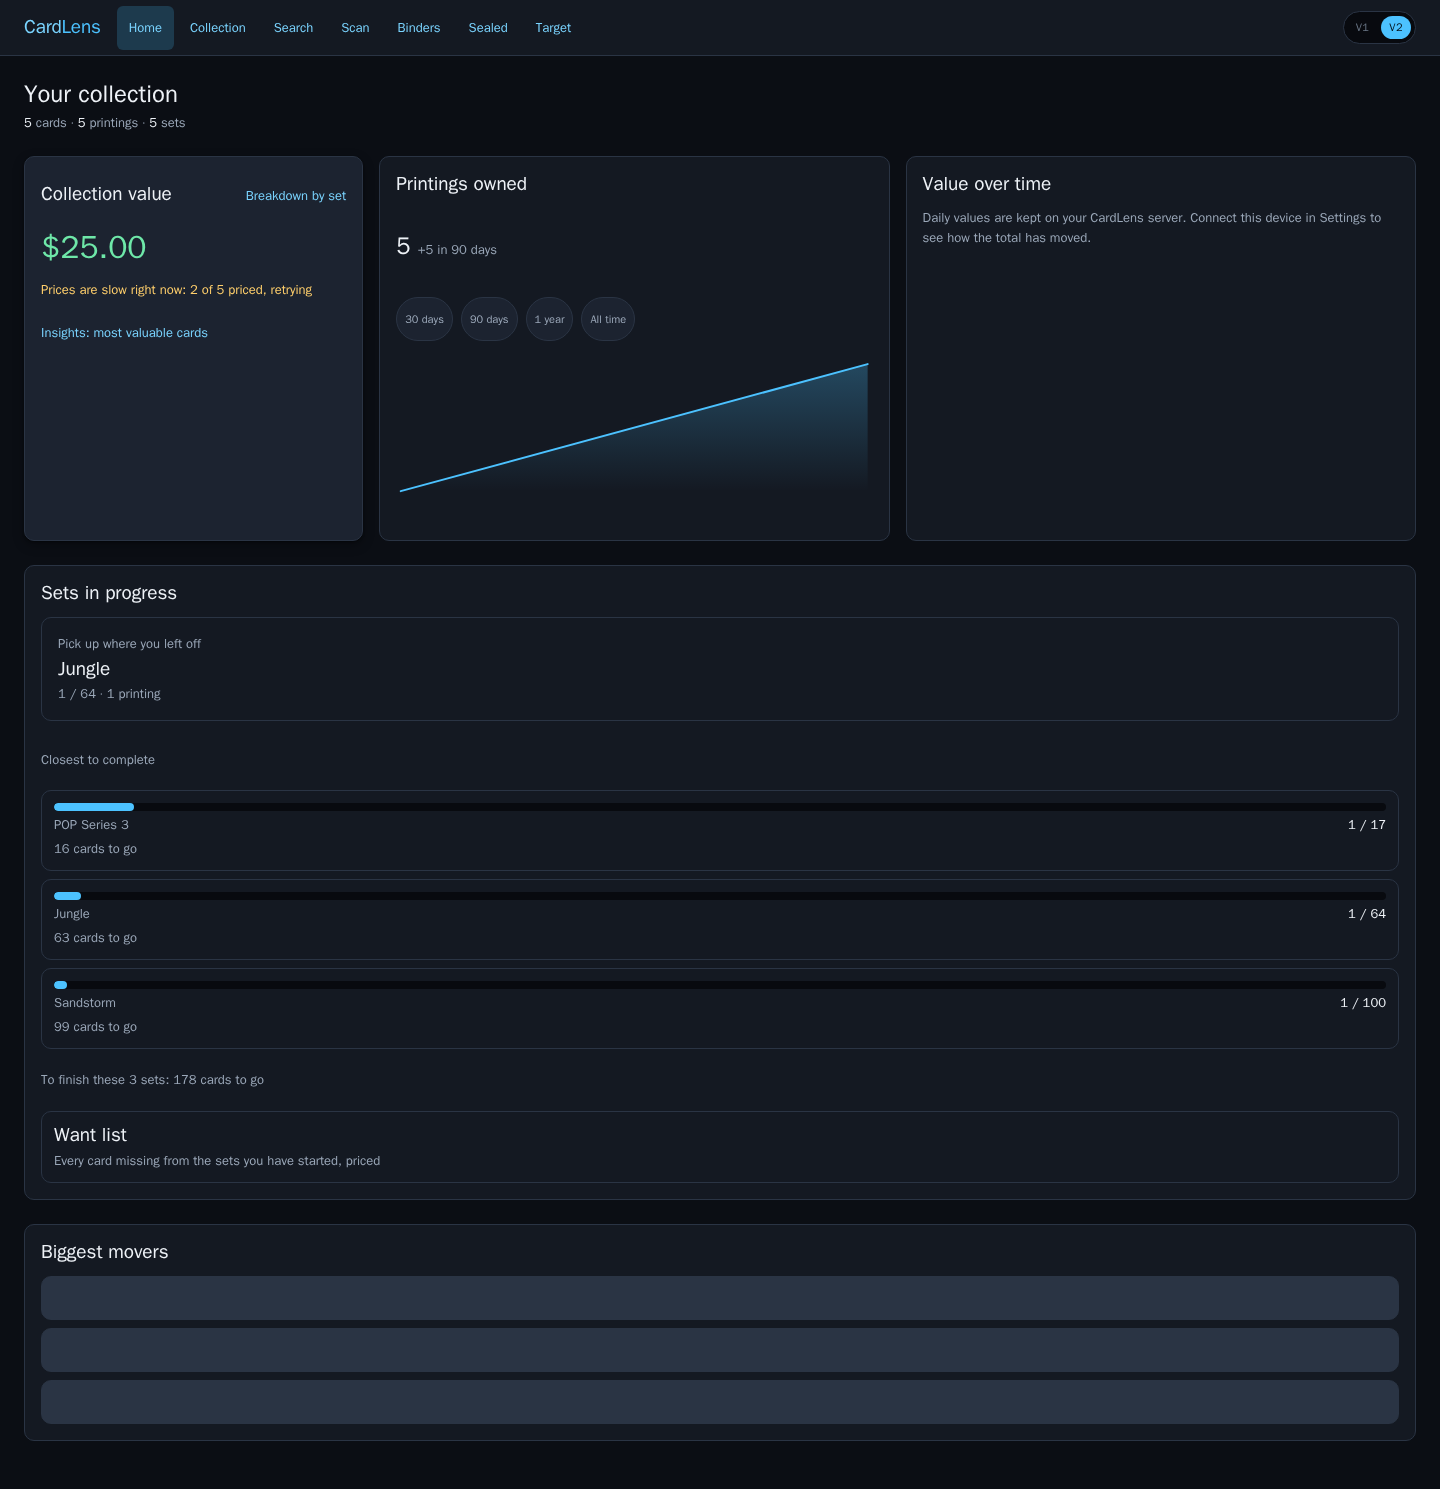 CardLens Home Collection Search Scan Binders Sealed Target V1 V2
Your collection
5 cards · 5 printings · 5 sets
Collection value Breakdown by set
$25.00
Prices are slow right now: 2 of 5 priced, retrying
Insights: most valuable cards
Printings owned
5 +5 in 90 days
30 days 90 days 1 year All time
Value over time
Daily values are kept on your CardLens server. Connect this device in Settings to
see how the total has moved.
Sets in progress
Pick up where you left off
Jungle
1 / 64 · 1 printing
Closest to complete
POP Series 3 1 / 17
16 cards to go
Jungle 1 / 64
63 cards to go
Sandstorm 1 / 100
99 cards to go
To finish these 3 sets: 178 cards to go
Want list
Every card missing from the sets you have started, priced
Biggest movers